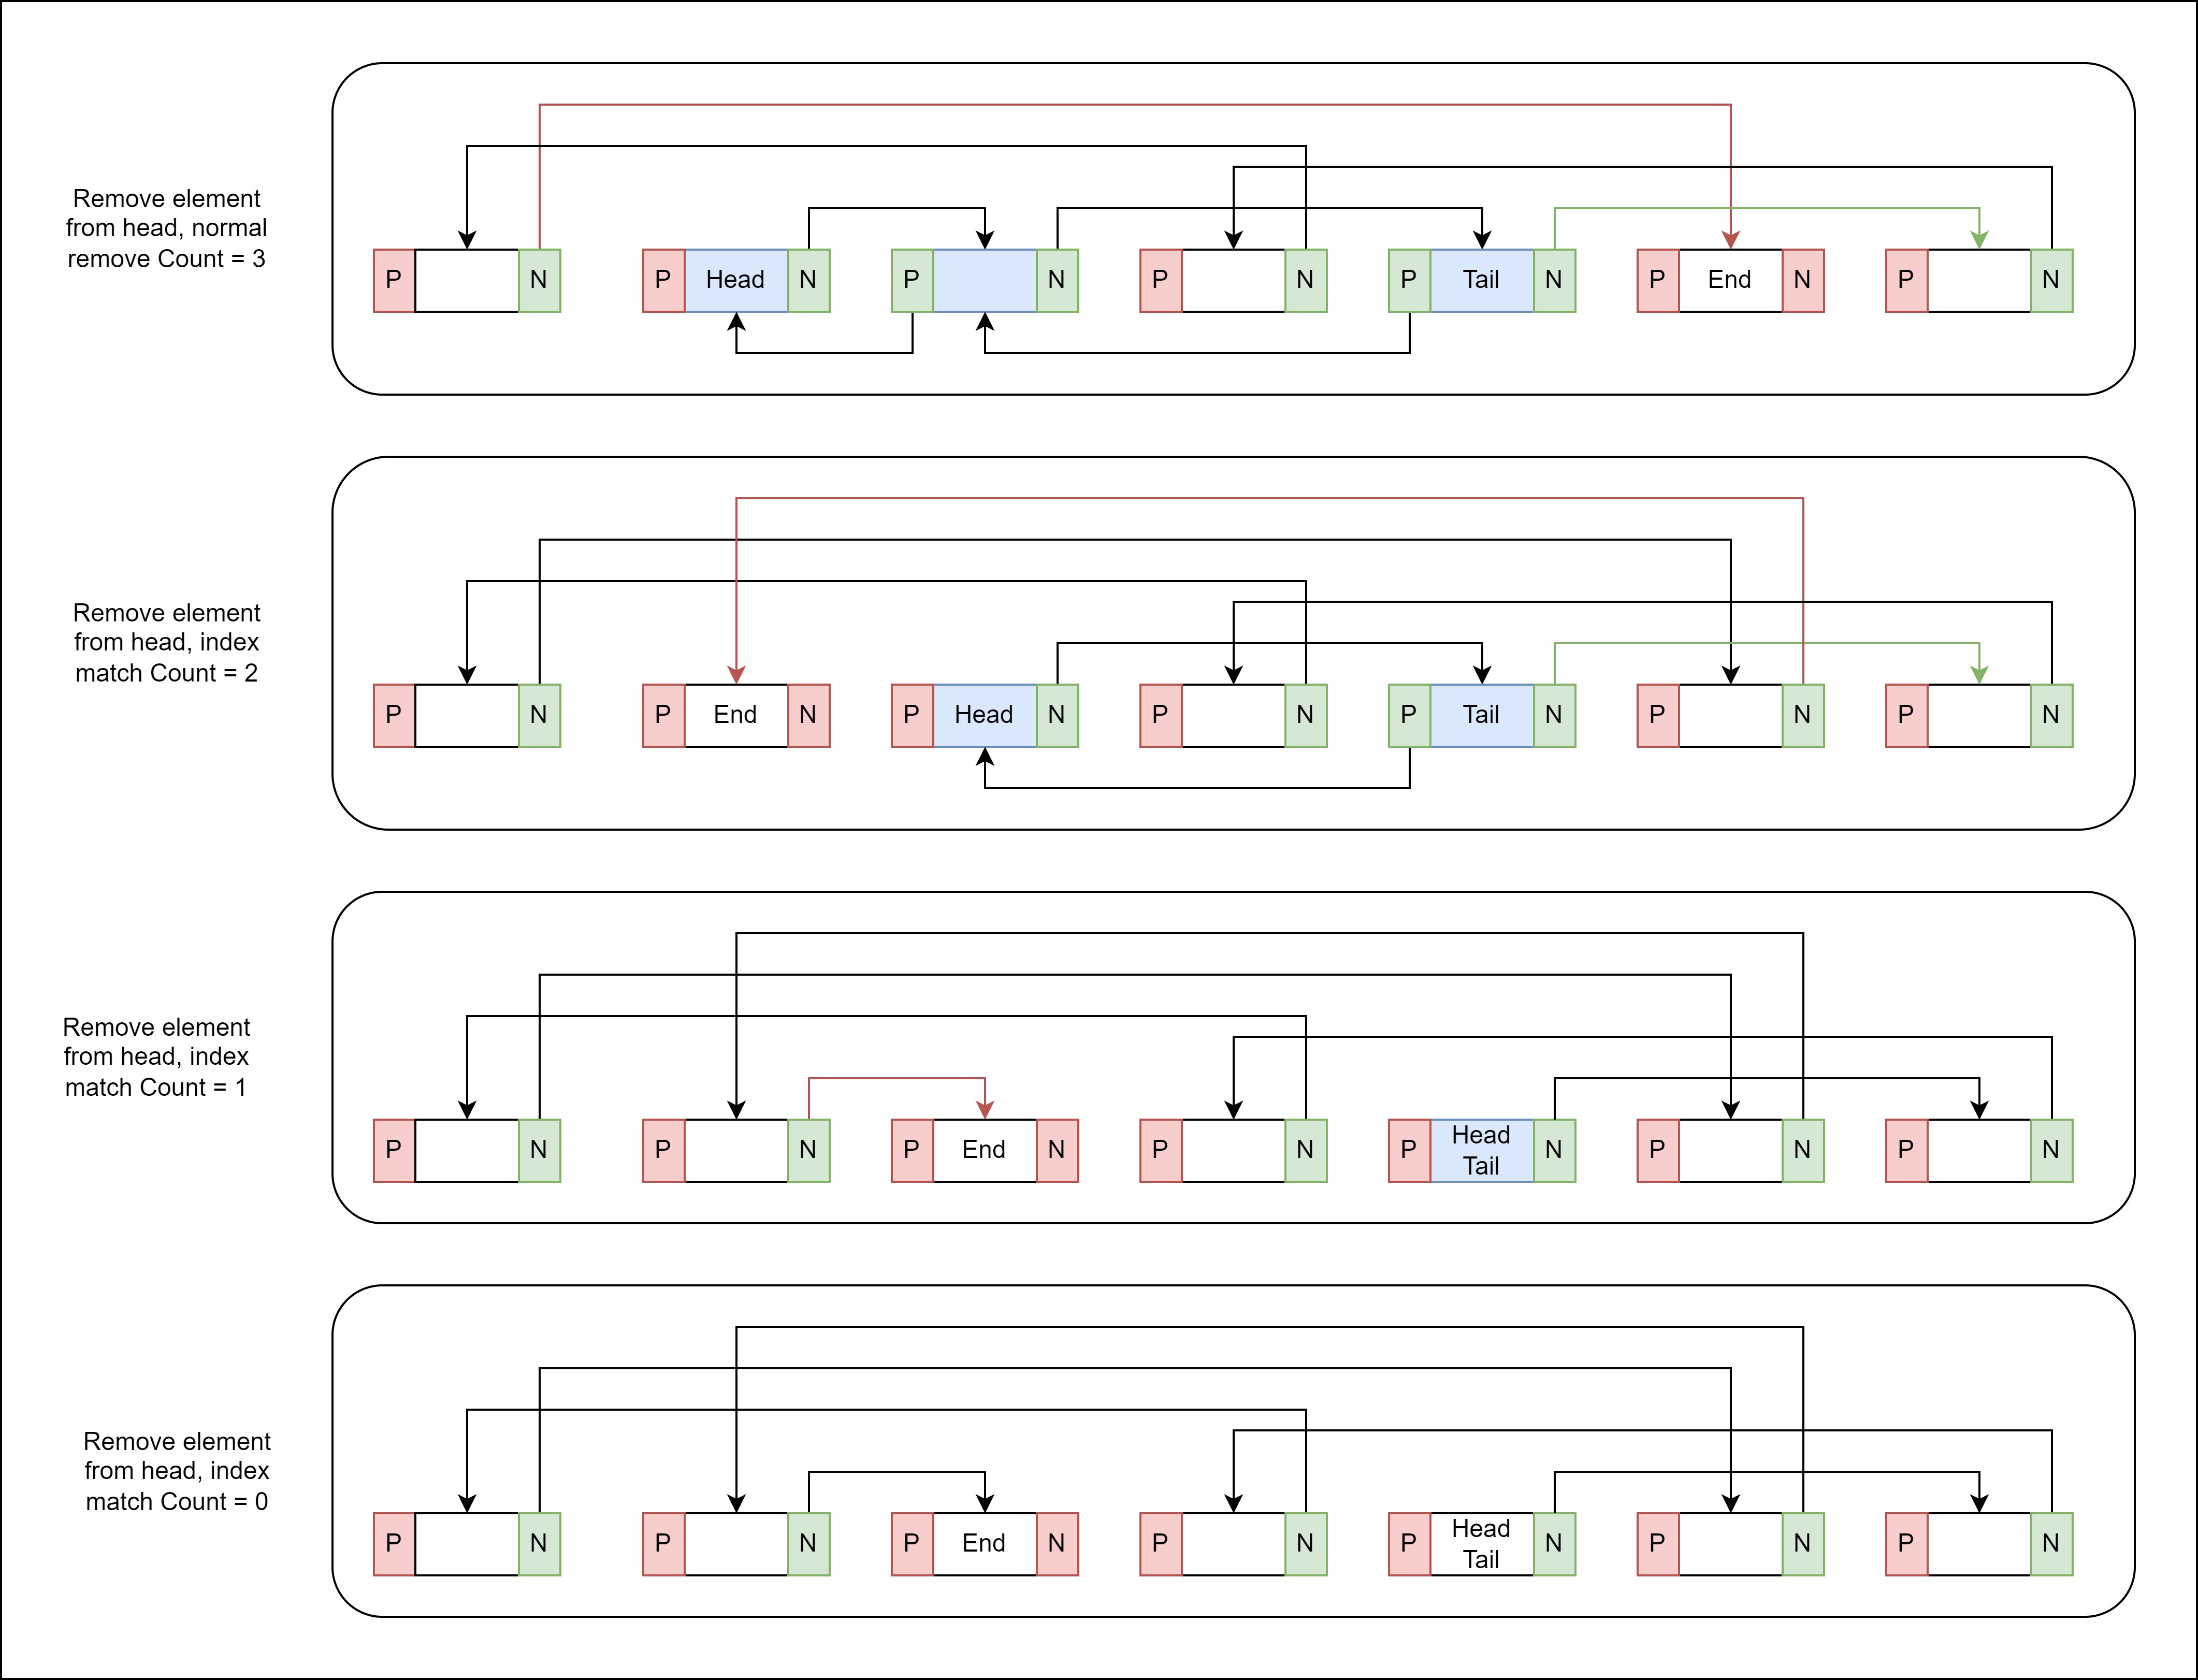 Remove element
from head, normal
remove Count = 3
P N P Head N P N P N P Tail N P End N P N
Remove element
from head, index
match Count = 2
P N P End N P Head N P N P Tail N P N P N
Remove element
from head, index
match Count = 1
P N P N P End N P N P Head Tail N P N P N
Remove element
from head, index
match Count = 0
P N P N P End N P N P Head Tail N P N P N